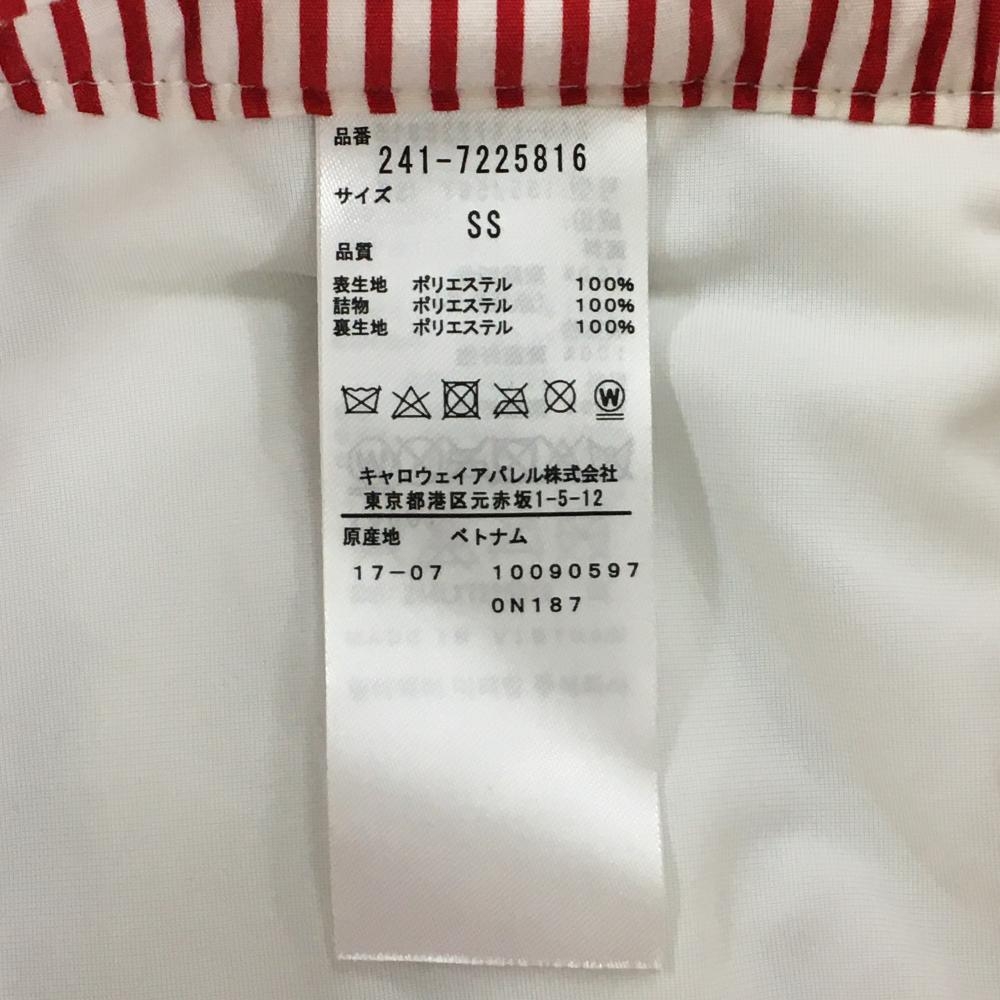 品番
241-7225816
サイズ
SS
品質
表生地 ポリエステル 100%
詰物 ポリエステル 100%
裏生地 ポリエステル 100%
W
キャロウェイアパレル株式会社
東京都港区元赤坂1-5-12
原産地 ベトナム
17-07 10090597
0N187